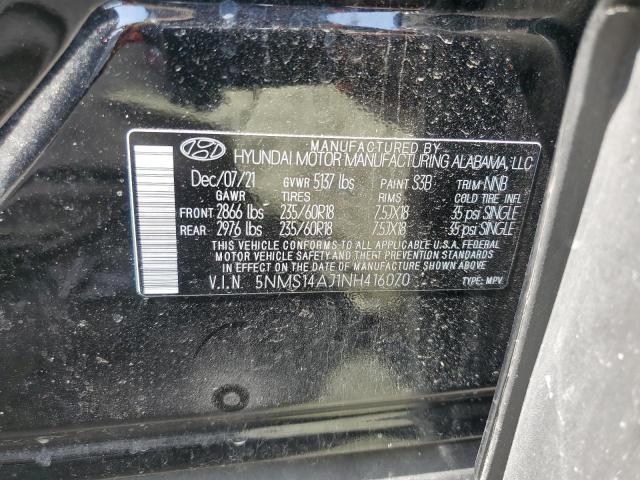 MANUFACTURED BY
HYUNDAI MOTOR MANUFACTURING ALABAMA, LLC
Dec/07/21 GVWR 5137 lbs PAINT S3B TRIM NNB
GAWR TIRES RIMS COLD TIRE INFL
FRONT 2866 lbs 235/60R18 7.5JX18 35 psi SINGLE
REAR 2976 lbs 235/60R18 7.5JX18 35 psi SINGLE
THIS VEHICLE CONFORMS TO ALL APPLICABLE U.S.A. FEDERAL
MOTOR VEHICLE SAFETY AND THEFT PREVENTION STANDARDS
IN EFFECT ON THE DATE OF MANUFACTURE SHOWN ABOVE.
V.I.N. 5NMS14AJ1NH416070 TYPE: MPV